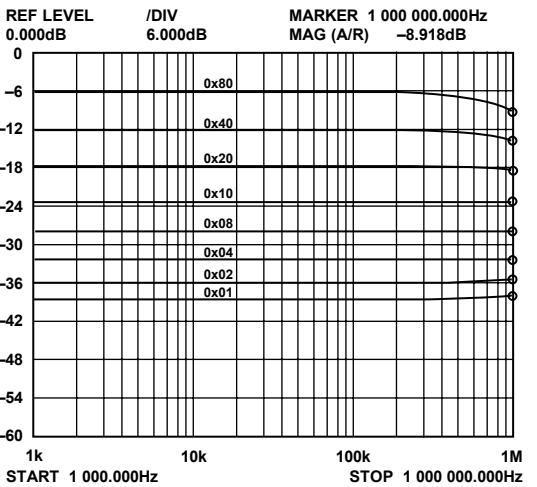 REF LEVEL /DIV MARKER 1 000 000.000Hz
0.000dB 6.000dB MAG (A/R) –8.918dB
0
–6
0x80
–12
0x40
–18
0x20
0x10
–24
0x08
–30
0x04
0x02
–36
0x01
–42
–48
–54
–60
1k 10k 100k 1M
START 1 000.000Hz STOP 1 000 000.000Hz